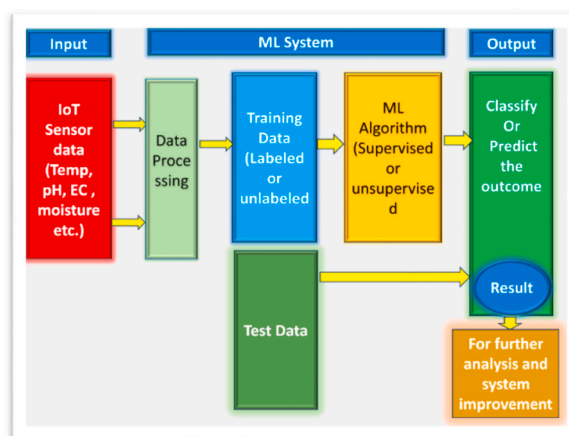 Input
ML System
Output
IoT
Sensor
data
(Temp,
pH, EC ,
moisture
etc.)
Data
Proce
ssing
Training
Data
(Labeled
or
unlabeled
ML
Algorithm
(Supervised
or
unsupervise
d
Classify
Or
Predict
the
outcome
Test Data
Result
For further
analysis and
system
improvement